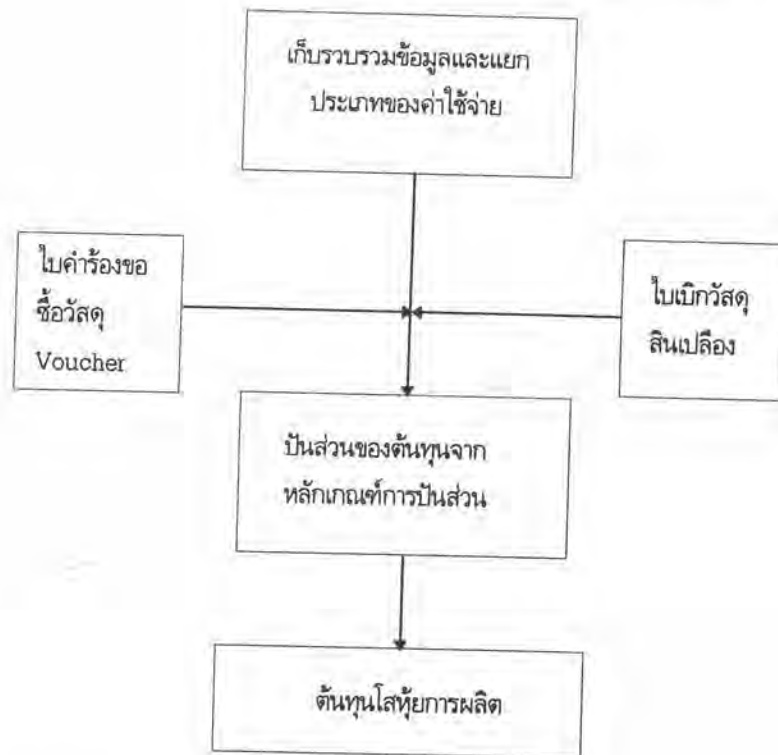 เก็บรวบรวมข้อมูลและแยก
ประเภทของค่าใช้จ่าย
ใบคำร้องขอ
ซื้อวัสดุ
Voucher
ใบเบิกวัสดุ
สินเปลือง
ปันส่วนของต้นทุนจาก
หลักเกณฑ์การปันส่วน
ต้นทุนโสหุ้ยการผลิต